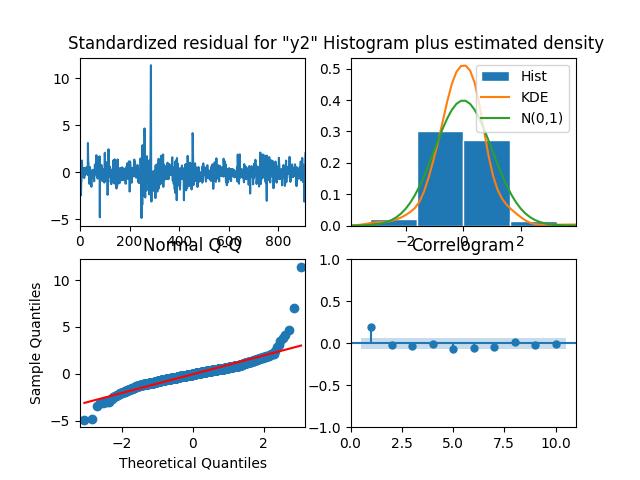 Standardized residual for "y2"
10
5
0
−5
0 200 400 600 800
Histogram plus estimated density
Hist
KDE
N(0,1)
0.5
0.4
0.3
0.2
0.1
0.0
−2 0 2
Normal Q-Q
Sample Quantiles
10
5
0
−5
−2 0 2
Theoretical Quantiles
Correlogram
1.0
0.5
0.0
−0.5
−1.0
0.0 2.5 5.0 7.5 10.0